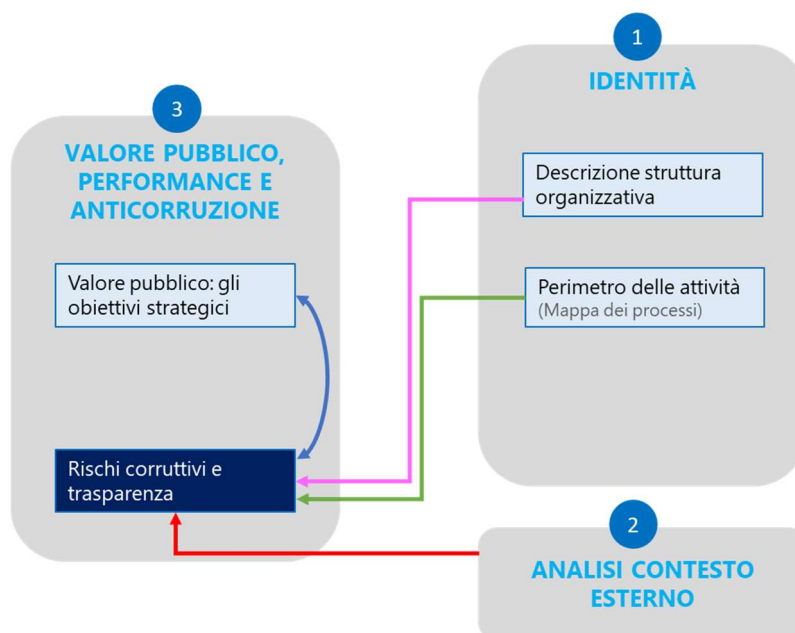 1
IDENTITÀ
Descrizione struttura
organizzativa
Perimetro delle attività
(Mappa dei processi)
2
ANALISI CONTESTO
ESTERNO
3
VALORE PUBBLICO,
PERFORMANCE E
ANTICORRUZIONE
Valore pubblico: gli
obiettivi strategici
Rischi corruttivi e
trasparenza